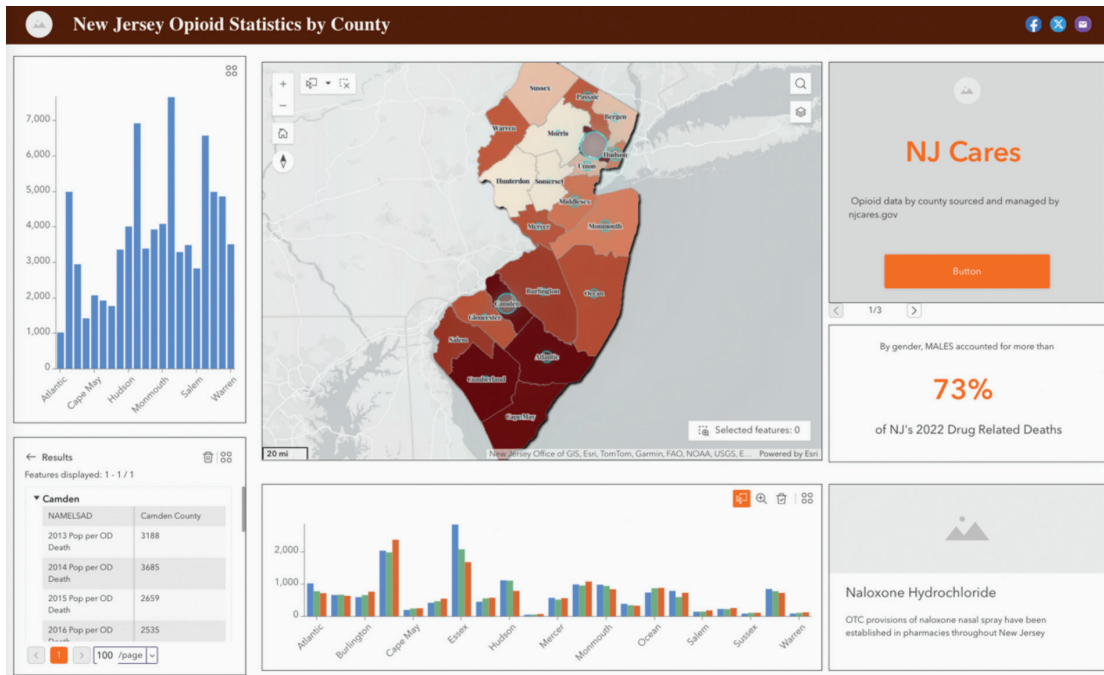 New Jersey Opioid Statistics by County
7,000
6,000
5,000
4,000
3,000
2,000
1,000
0
Atlantic
Cape May
Hudson
Monmouth
Salem
Warren
Results
Features displayed: 1 - 1 / 1
Camden
NAMELSAD Camden County
2013 Pop per OD
Death
3188
2014 Pop per OD
Death
3685
2015 Pop per OD
Death
2659
2016 Pop per OD
Death
2535
1
100 /page
Sussex
Passaic
Bergen
Warren
Morris
Hudson
Union
Hunterdon
Somerset
Middlesex
Mercer
Monmouth
Burlington
Ocean
Camden
Gloucester
Salem
Atlantic
Cumberland
Cape May
Selected features: 0
20 mi
New Jersey Office of GIS, Esri, TomTom, Garmin, FAO, NOAA, USGS, E...
Powered by Esri
2,000
1,000
0
Atlantic
Burlington
Cape May
Essex
Hudson
Mercer
Monmouth
Ocean
Salem
Sussex
Warren
NJ Cares
Opioid data by county sourced and managed by
njcares.gov
Button
1/3
By gender, MALES accounted for more than
73%
of NJ's 2022 Drug Related Deaths
Naloxone Hydrochloride
OTC provisions of naloxone nasal spray have been
established in pharmacies throughout New Jersey